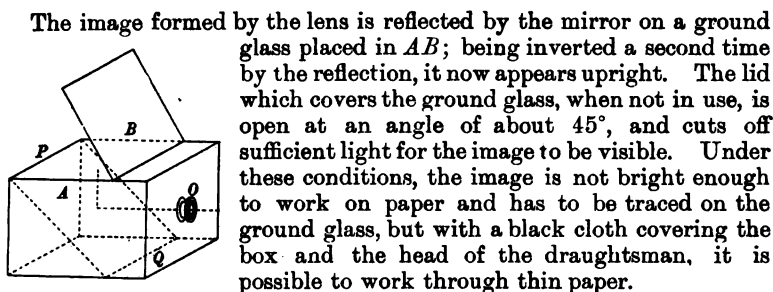 The image formed by the lens is reflected by the mirror on a ground
glass placed in AB; being inverted a second time
by the reflection, it now appears upright. The lid
which covers the ground glass, when not in use, is
open at an angle of about 45°, and cuts off
sufficient light for the image to be visible. Under
these conditions, the image is not bright enough
to work on paper and has to be traced on the
ground glass, but with a black cloth covering the
box and the head of the draughtsman, it is
possible to work through thin paper.
B
P
A
O
Q